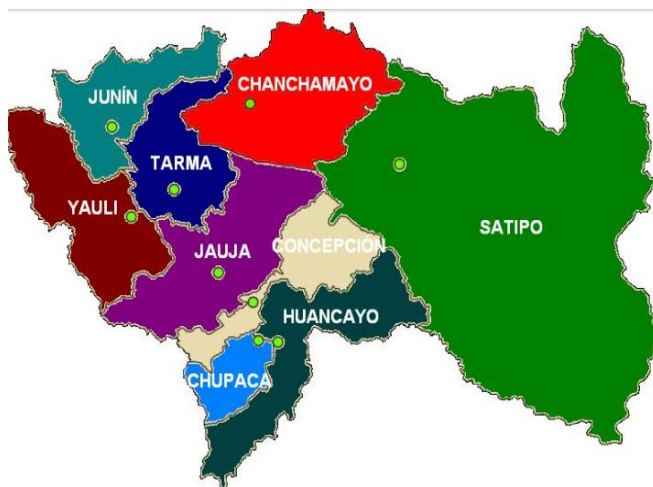 CHANCHAMAYO
JUNÍN
TARMA
YAULI
SATIPO
JAUJA
CONCEPCIÓN
HUANCAYO
CHUPACA